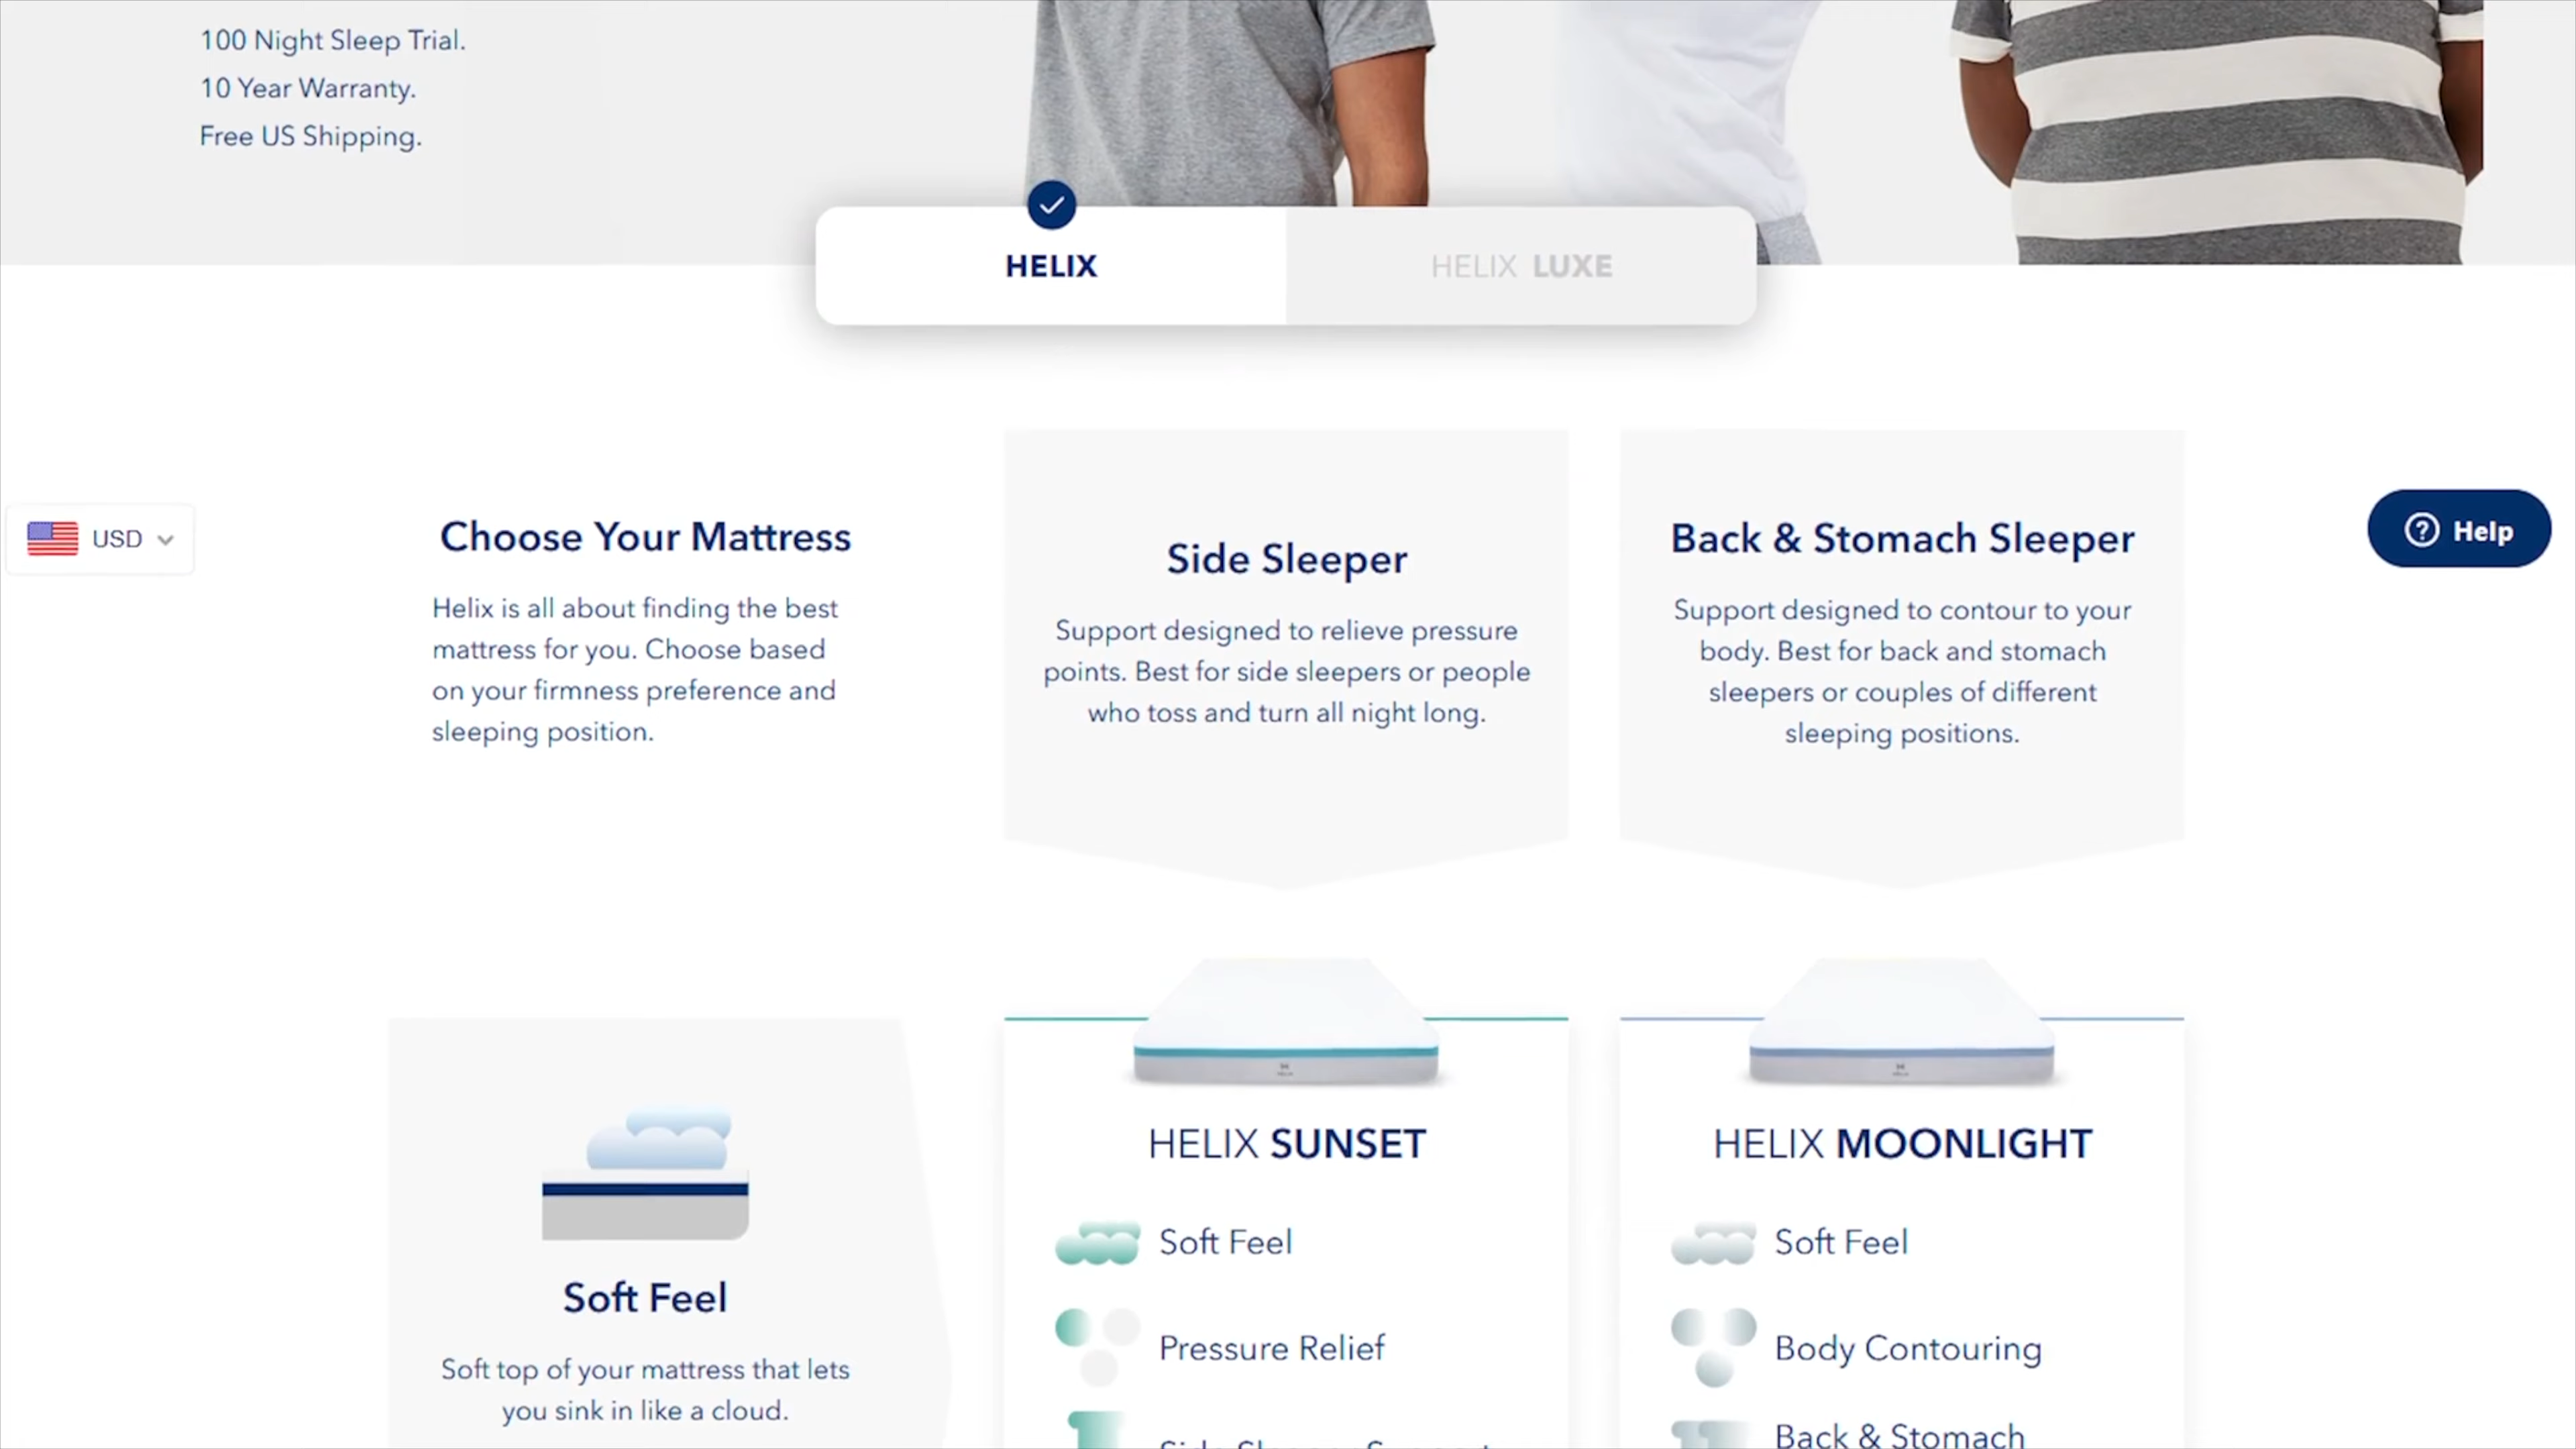 100 Night Sleep Trial.
10 Year Warranty.
Free US Shipping.
HELIX
HELIX LUXE
USD
Choose Your Mattress
Helix is all about finding the best
mattress for you. Choose based
on your firmness preference and
sleeping position.
Side Sleeper
Support designed to relieve pressure
points. Best for side sleepers or people
who toss and turn all night long.
Back & Stomach Sleeper
Support designed to contour to your
body. Best for back and stomach
sleepers or couples of different
sleeping positions.
Help
Soft Feel
Soft top of your mattress that lets
you sink in like a cloud.
HELIX SUNSET
Soft Feel
Pressure Relief
Side Sleeper Support
HELIX MOONLIGHT
Soft Feel
Body Contouring
Back & Stomach